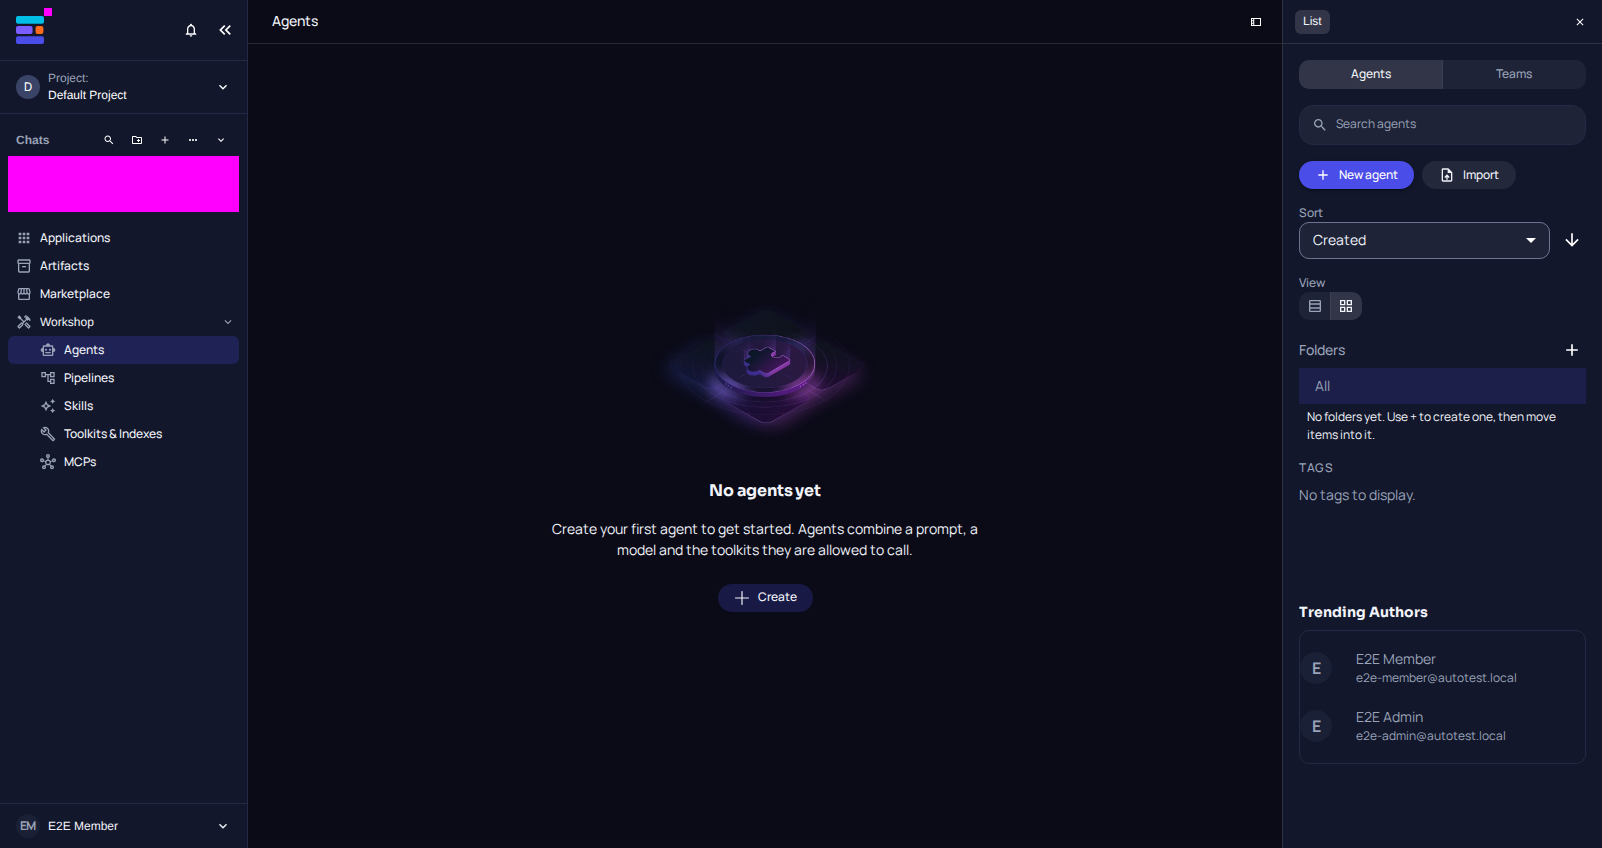 D
Project:
Default Project
Chats
Applications
Artifacts
Marketplace
Workshop
Agents
Pipelines
Skills
Toolkits & Indexes
MCPs
EM
E2E Member
Agents
No agents yet
Create your first agent to get started. Agents combine a prompt, a
model and the toolkits they are allowed to call.
Create
List
Agents
Teams
Search agents
New agent
Import
Sort
Created
View
Folders
All
No folders yet. Use + to create one, then move
items into it.
TAGS
No tags to display.
Trending Authors
E
E2E Member
e2e-member@autotest.local
E
E2E Admin
e2e-admin@autotest.local